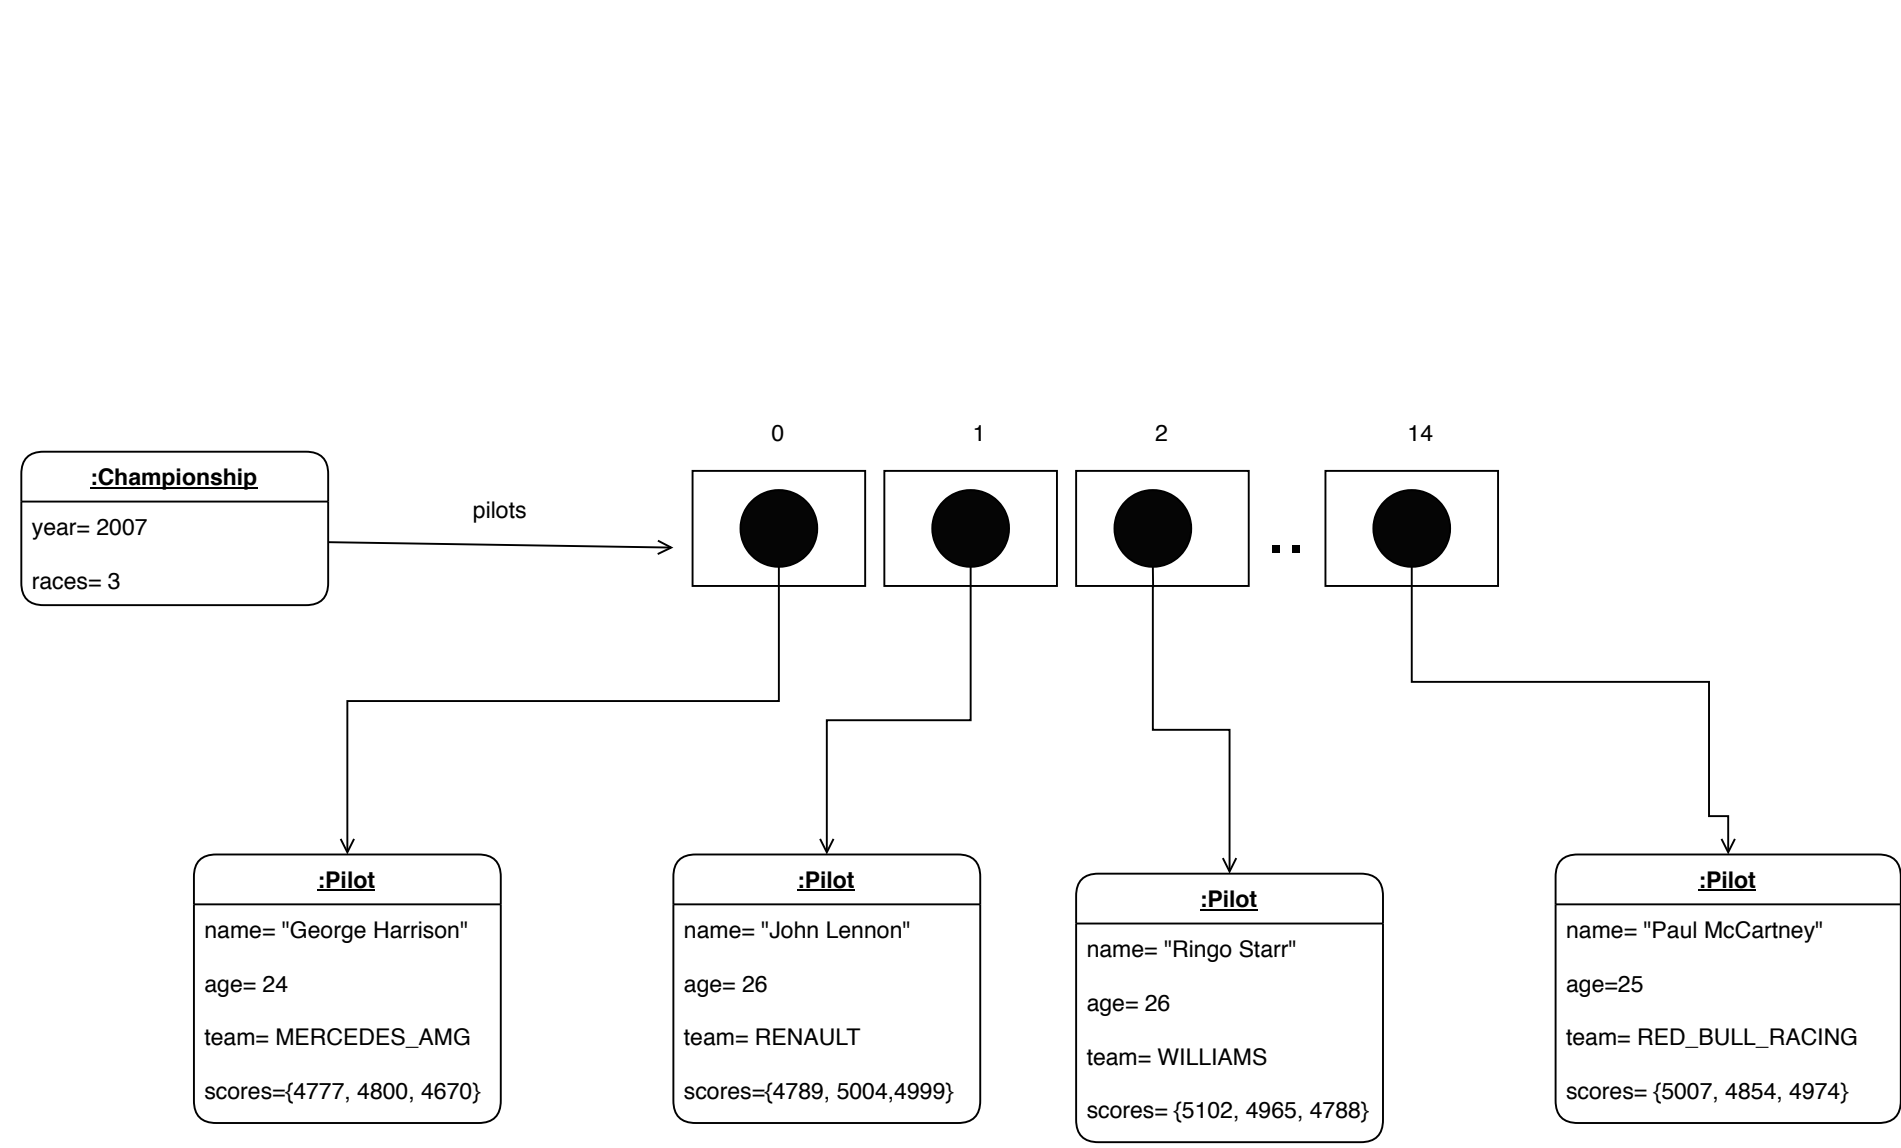 0
1
2
14
:Championship
year= 2007
races= 3
pilots
:Pilot
name= "George Harrison"
age= 24
team= MERCEDES_AMG
scores={4777, 4800, 4670}
:Pilot
name= "John Lennon"
age= 26
team= RENAULT
scores={4789, 5004,4999}
:Pilot
name= "Ringo Starr"
age= 26
team= WILLIAMS
scores= {5102, 4965, 4788}
:Pilot
name= "Paul McCartney"
age=25
team= RED_BULL_RACING
scores= {5007, 4854, 4974}